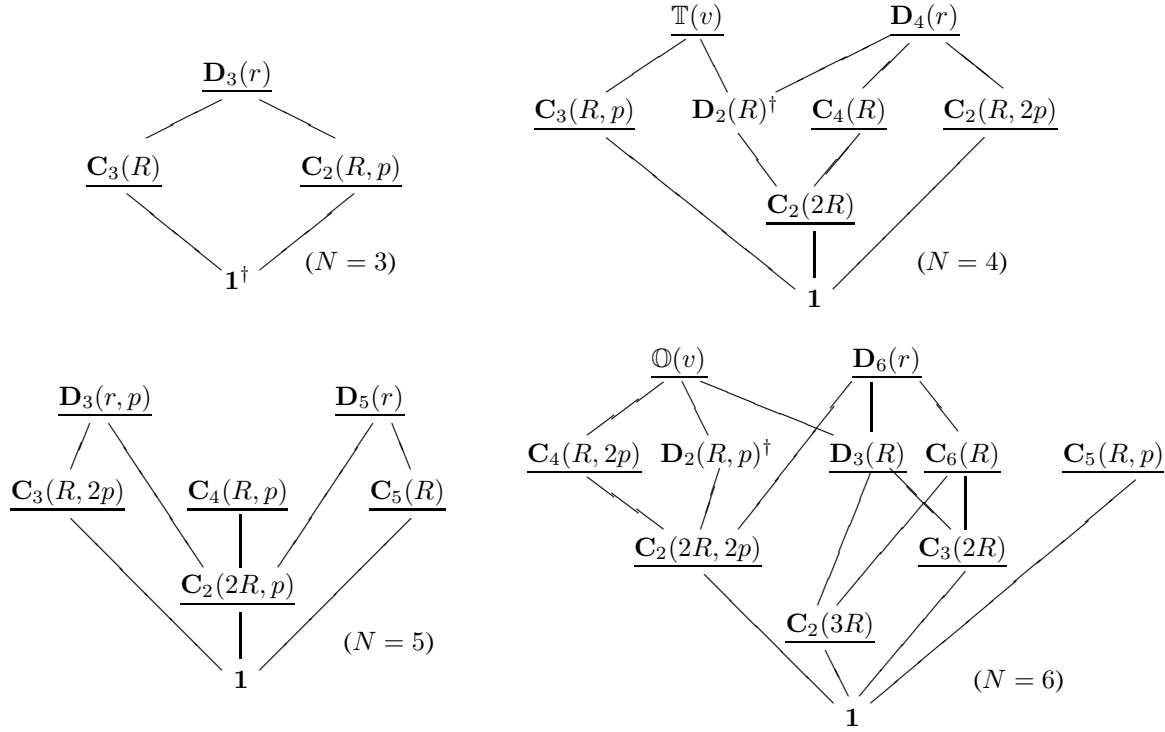 𝕋(v) D₄(r)
D₃(r)
C₃(R, p) D₂(R)† C₄(R) C₂(R, 2p)
C₃(R) C₂(R, p)
C₂(2R)
1† (N = 3) (N = 4)
1
𝕆(v) D₆(r)
D₃(r, p) D₅(r)
C₄(R, 2p) D₂(R, p)† D₃(R) C₆(R) C₅(R, p)
C₃(R, 2p) C₄(R, p) C₅(R)
C₂(2R, 2p) C₃(2R)
C₂(2R, p)
C₂(3R)
(N = 5)
1 (N = 6)
1